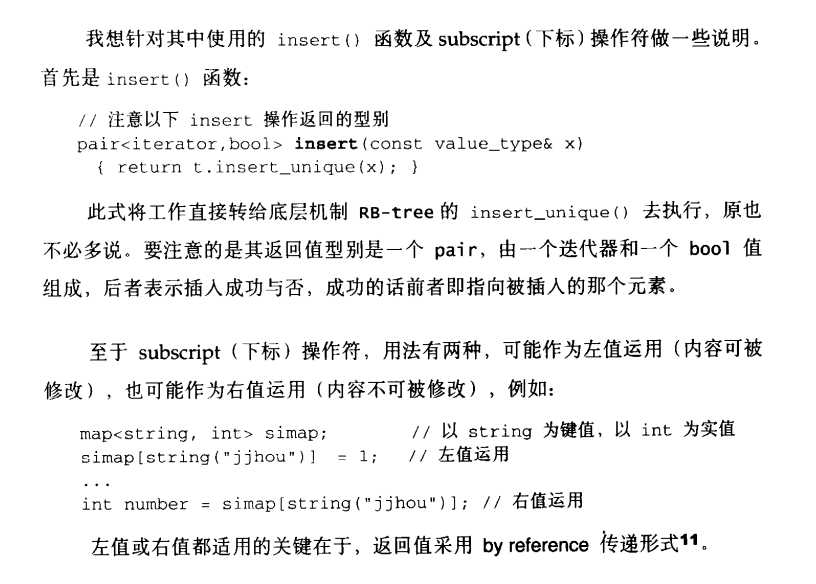 我想针对其中使用的 insert() 函数及 subscript（下标）操作符做一些说明。
首先是 insert() 函数：
// 注意以下 insert 操作返回的型别
pair<iterator,bool> insert(const value_type& x)
{ return t.insert_unique(x); }
此式将工作直接转给底层机制 RB-tree 的 insert_unique() 去执行，原也
不必多说。要注意的是其返回值型别是一个 pair，由一个迭代器和一个 bool 值
组成，后者表示插入成功与否，成功的话前者即指向被插入的那个元素。
至于 subscript（下标）操作符，用法有两种，可能作为左值运用（内容可被
修改），也可能作为右值运用（内容不可被修改），例如：
map<string, int> simap; // 以 string 为键值，以 int 为实值
simap[string("jjhou")] = 1; // 左值运用
...
int number = simap[string("jjhou")]; // 右值运用
左值或右值都适用的关键在于，返回值采用 by reference 传递形式11。